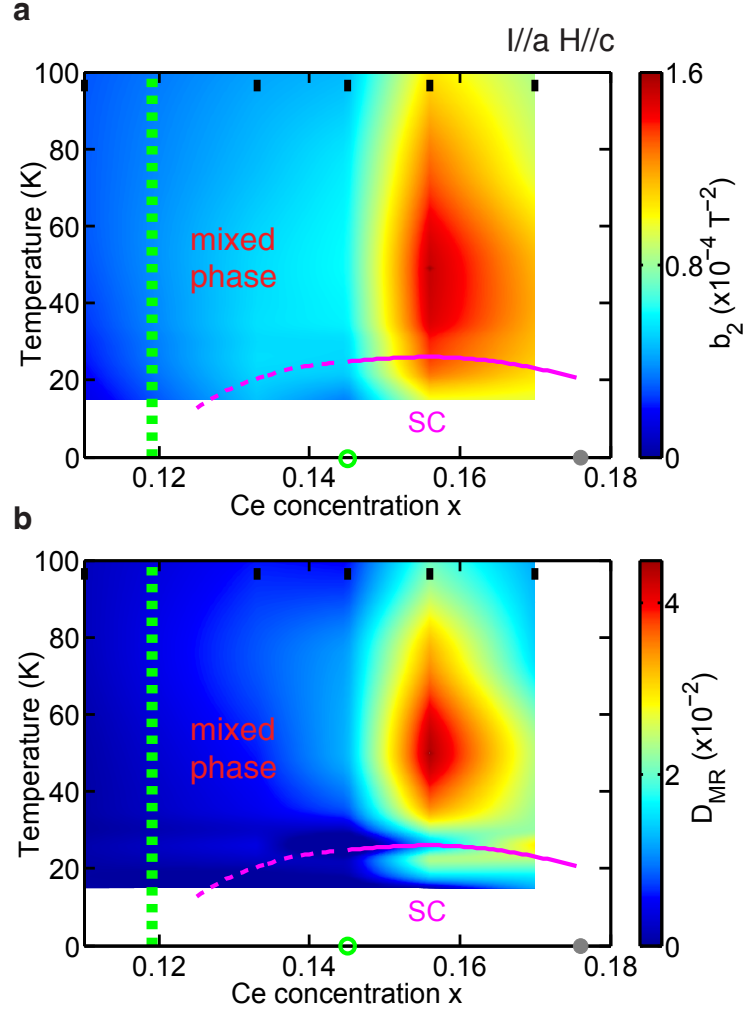 a
I//a H//c
100
80
60
40
20
0
Temperature (K)
mixed
phase
SC
0.12
0.14
0.16
0.18
Ce concentration x
1.6
0.8
0
b₂ (x10⁻⁴ T⁻²)
b
100
80
60
40
20
0
Temperature (K)
mixed
phase
SC
0.12
0.14
0.16
0.18
Ce concentration x
4
2
0
D_MR (x10⁻²)